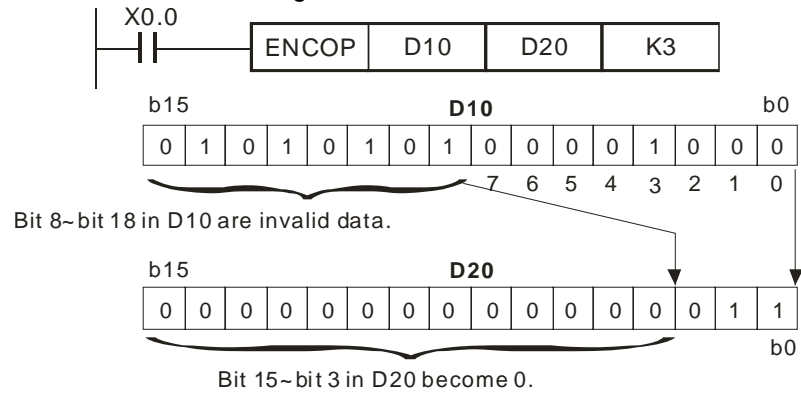 X0.0
ENCOP D10 D20 K3
b15 D10 b0
0 1 0 1 0 1 0 1 0 0 0 0 1 0 0 0
7 6 5 4 3 2 1 0
Bit 8~bit 18 in D10 are invalid data.
b15 D20
0 0 0 0 0 0 0 0 0 0 0 0 0 0 1 1
b0
Bit 15~bit 3 in D20 become 0.